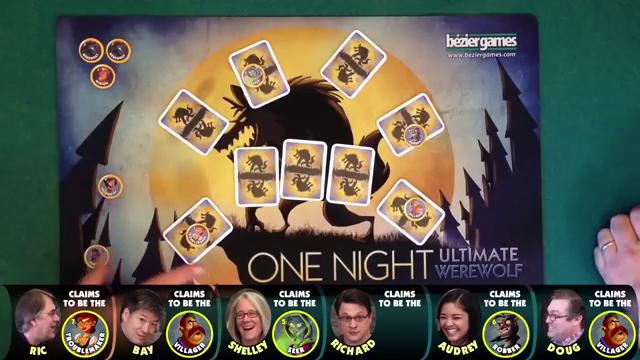 béziergames
www.beziergames.com
ONE NIGHT
ULTIMATE
WEREWOLF
CLAIMS
TO BE THE
TROUBLEMAKER
RIC
CLAIMS
TO BE THE
VILLAGER
BAY
CLAIMS
TO BE THE
SEER
SHELLEY
CLAIMS
TO BE THE
RICHARD
CLAIMS
TO BE THE
ROBBER
AUDREY
CLAIMS
TO BE THE
VILLAGER
DOUG